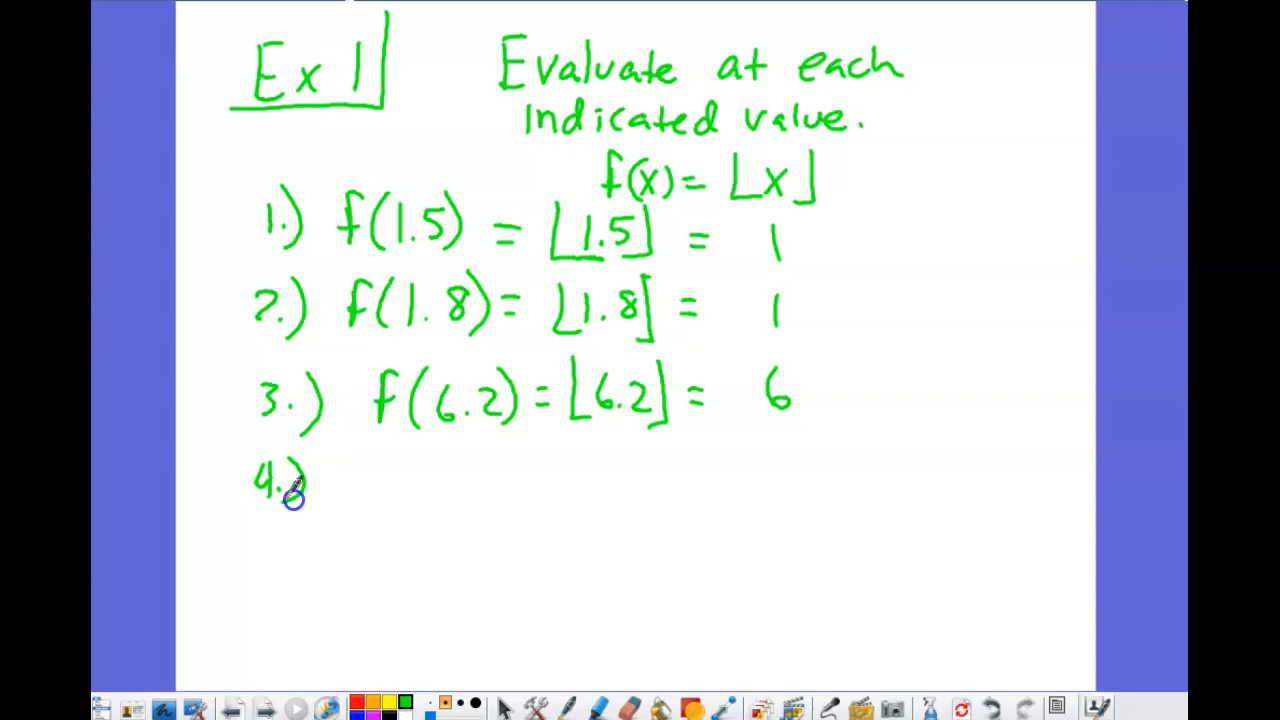 Ex 1
Evaluate at each
indicated value.
f(x) = ⌊x⌋
1.) f(1.5) = ⌊1.5⌋ = 1
2.) f(1.8) = ⌊1.8⌋ = 1
3.) f(6.2) = ⌊6.2⌋ = 6
4.)